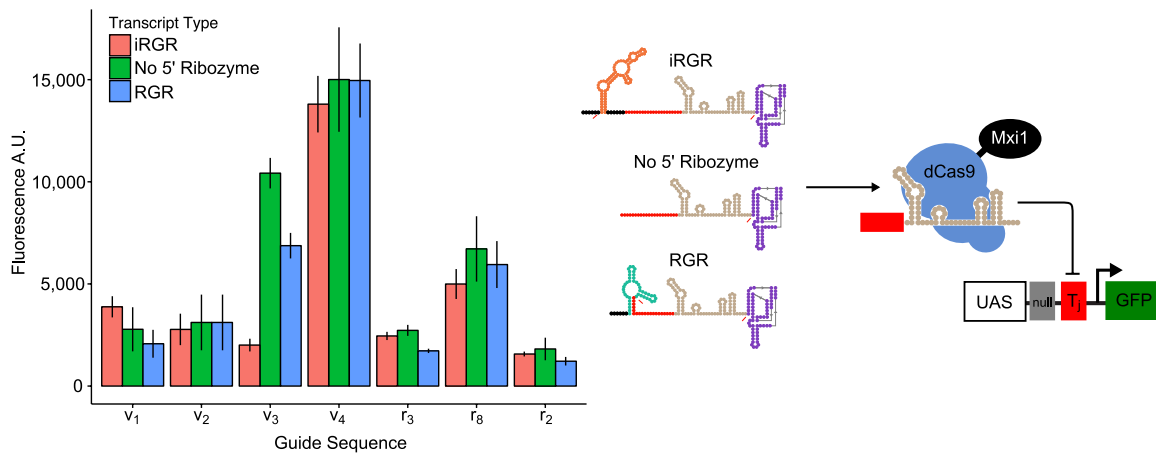 Transcript Type
iRGR
No 5' Ribozyme
RGR
Fluorescence A.U.
15,000
10,000
5,000
0
v1
v2
v3
v4
r3
r8
r2
Guide Sequence
iRGR
No 5' Ribozyme
RGR
Mxi1
dCas9
UAS
null
Tj
GFP